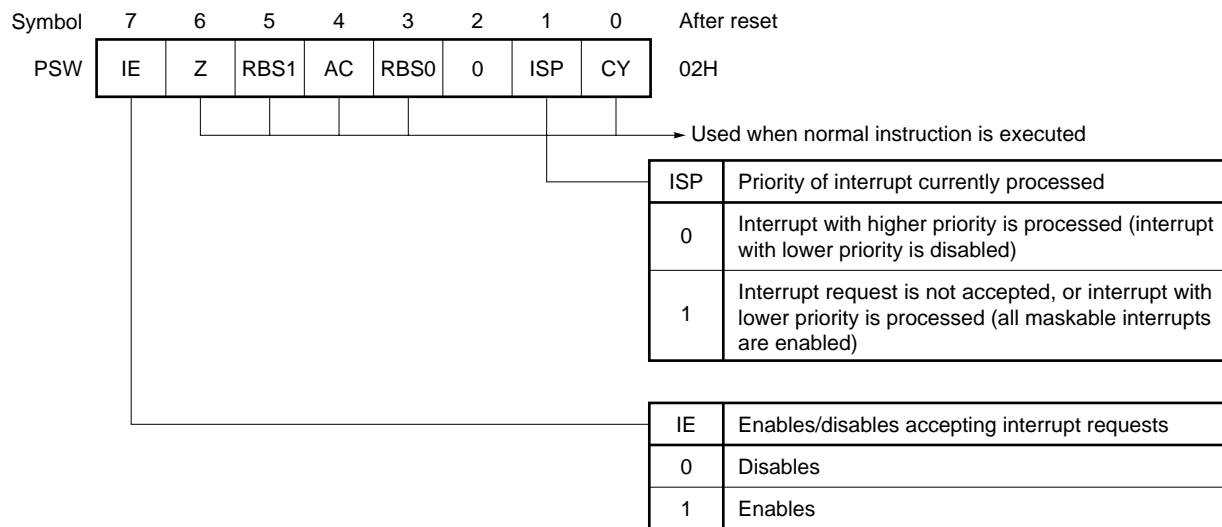 Symbol 7 6 5 4 3 2 1 0 After reset
PSW IE Z RBS1 AC RBS0 0 ISP CY 02H
Used when normal instruction is executed
ISP Priority of interrupt currently processed
0 Interrupt with higher priority is processed (interrupt
with lower priority is disabled)
1 Interrupt request is not accepted, or interrupt with
lower priority is processed (all maskable interrupts
are enabled)
IE Enables/disables accepting interrupt requests
0 Disables
1 Enables